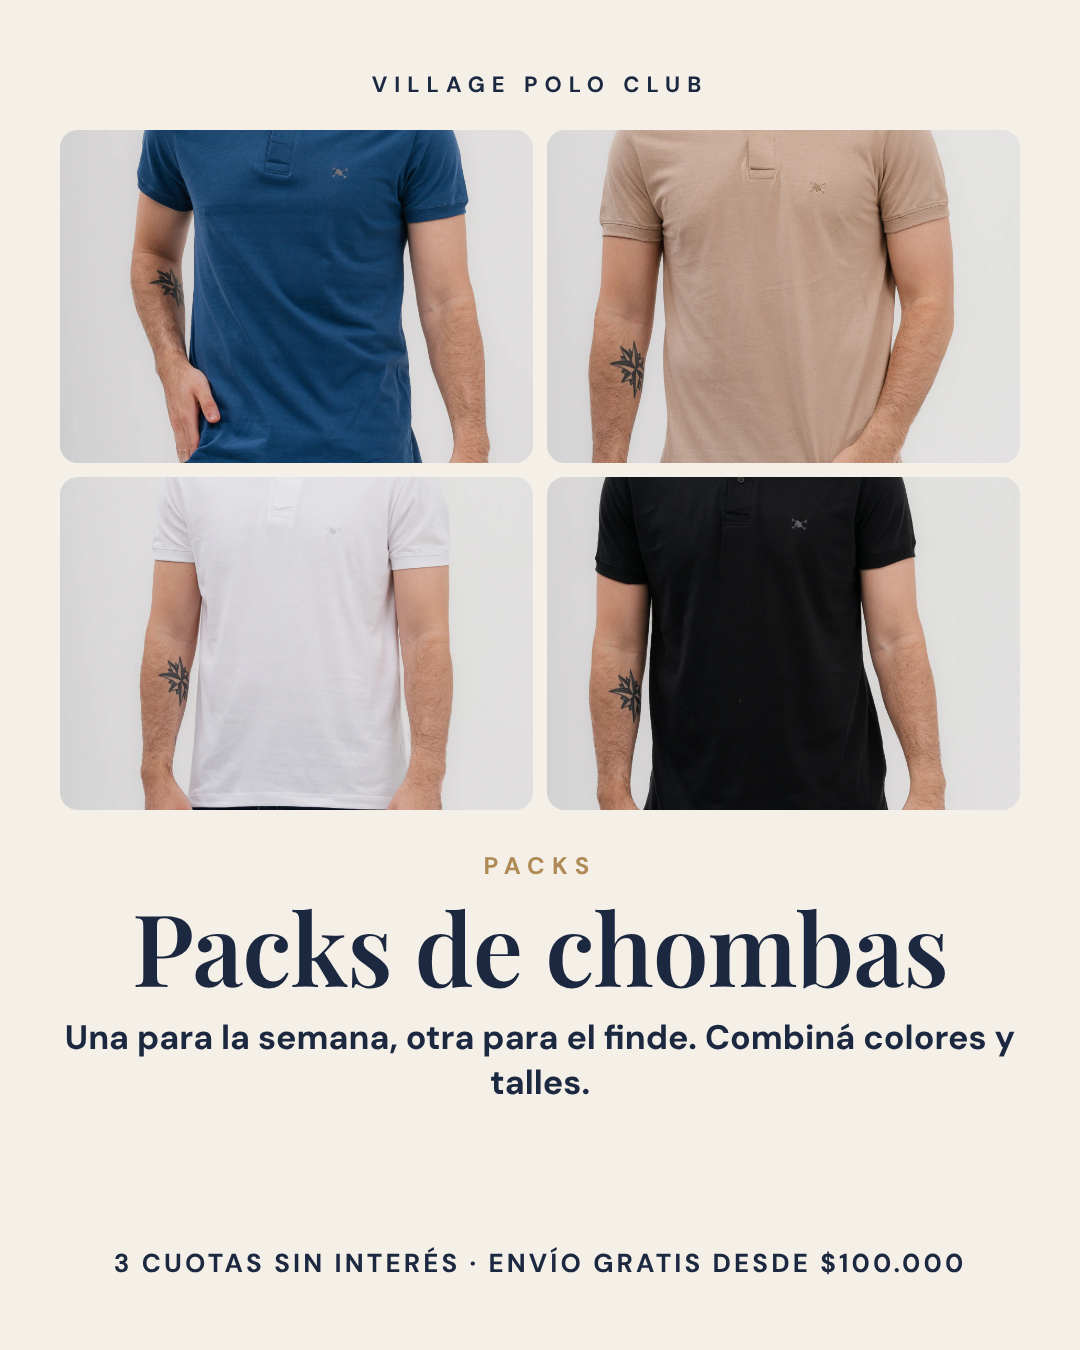 VILLAGE POLO CLUB
PACKS
Packs de chombas
Una para la semana, otra para el finde. Combiná colores y
talles.
3 CUOTAS SIN INTERÉS · ENVÍO GRATIS DESDE $100.000